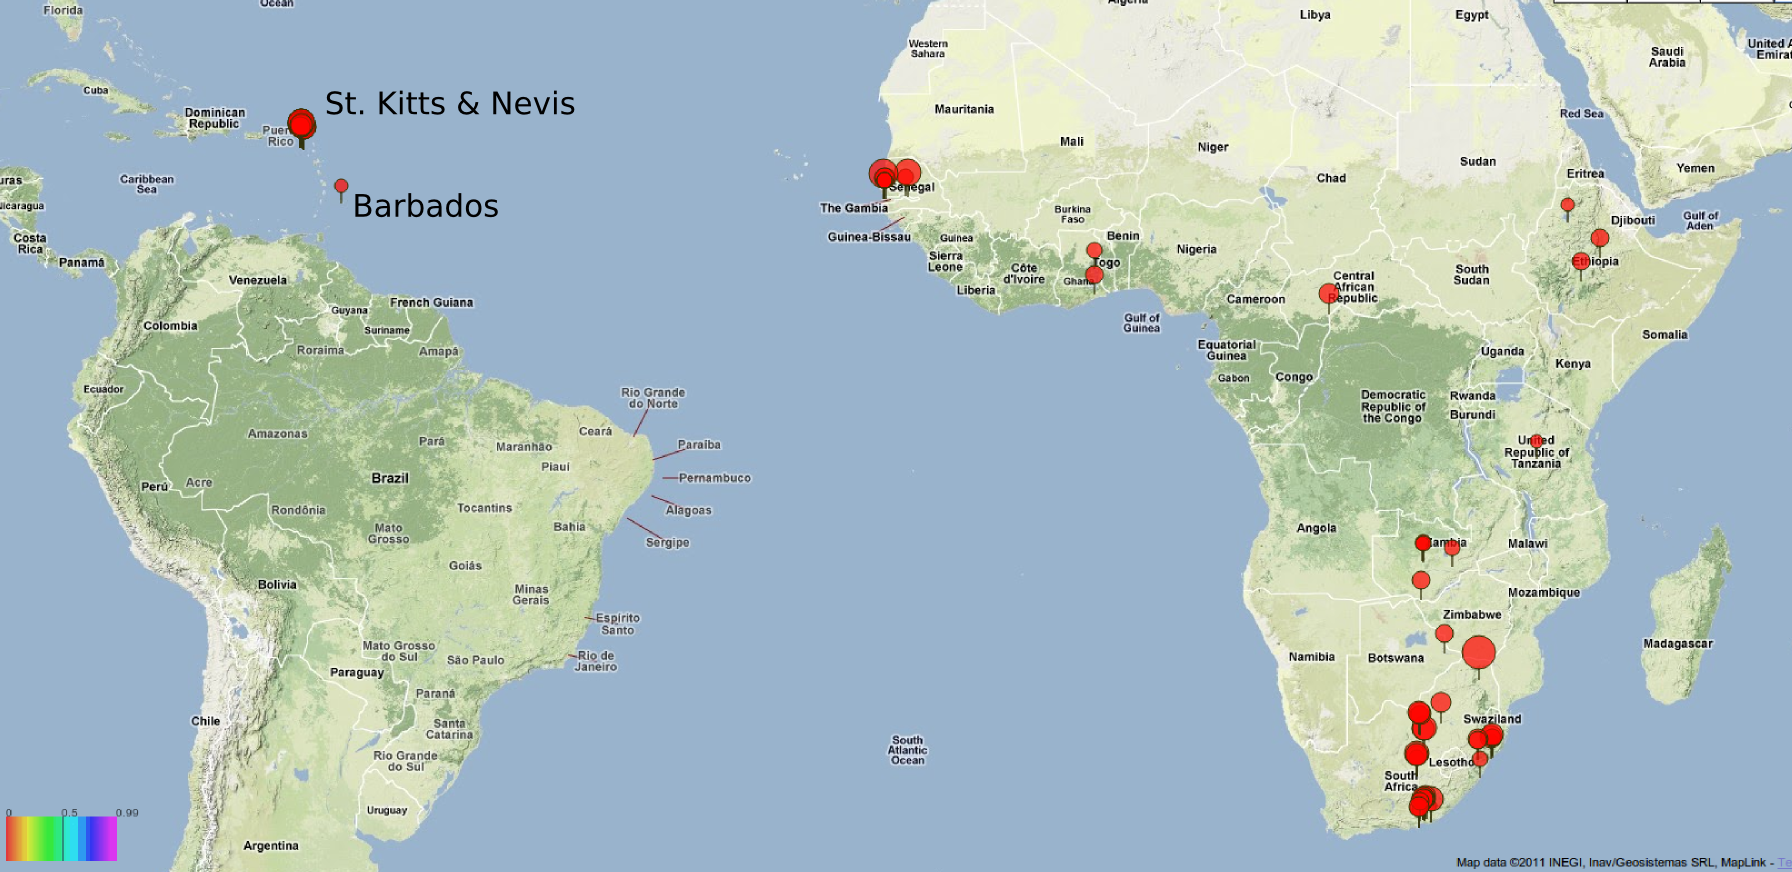 Ocean
Algeria
Florida
Libya
Egypt
Western
Sahara
Saudi
Arabia
United A
Emirat
Cuba
St. Kitts & Nevis
Mauritania
Dominican
Republic
Puer
Rico
Red Sea
Mali
Niger
Sudan
Chad
Eritrea
Yemen
uras
Caribbean
Sea
Senegal
Nicaragua
Barbados
The Gambia
Burkina
Faso
Djibouti
Gulf of
Aden
Costa
Rica
Guinea-Bissau
Guinea
Benin
Nigeria
Panamá
Sierra
Leone
Togo
Ethiopia
Venezuela
Côte
d'Ivoire
Ghana
South
Sudan
Central
African
Republic
Liberia
Cameroon
French Guiana
Guyana
Colombia
Suriname
Gulf of
Guinea
Somalia
Roraima
Amapá
Equatorial
Guinea
Uganda
Kenya
Ecuador
Gabon
Congo
Rio Grande
do Norte
Democratic
Republic of
the Congo
Rwanda
Burundi
Amazonas
Pará
Ceará
Maranhão
Paraíba
United
Republic of
Tanzania
Piauí
Perú
Acre
Brazil
Pernambuco
Rondônia
Tocantins
Alagoas
Mato
Grosso
Bahia
Angola
Sergipe
Zambia
Malawi
Goiás
Bolivia
Minas
Gerais
Mozambique
Espírito
Santo
Zimbabwe
Mato Grosso
do Sul
São Paulo
Rio de
Janeiro
Namibia
Botswana
Madagascar
Paraguay
Paraná
Chile
Santa
Catarina
Swaziland
South
Atlantic
Ocean
Rio Grande
do Sul
Lesotho
South
Africa
Uruguay
0 0.5 0.99
Argentina
Map data ©2011 INEGI, Inav/Geosistemas SRL, MapLink - Te